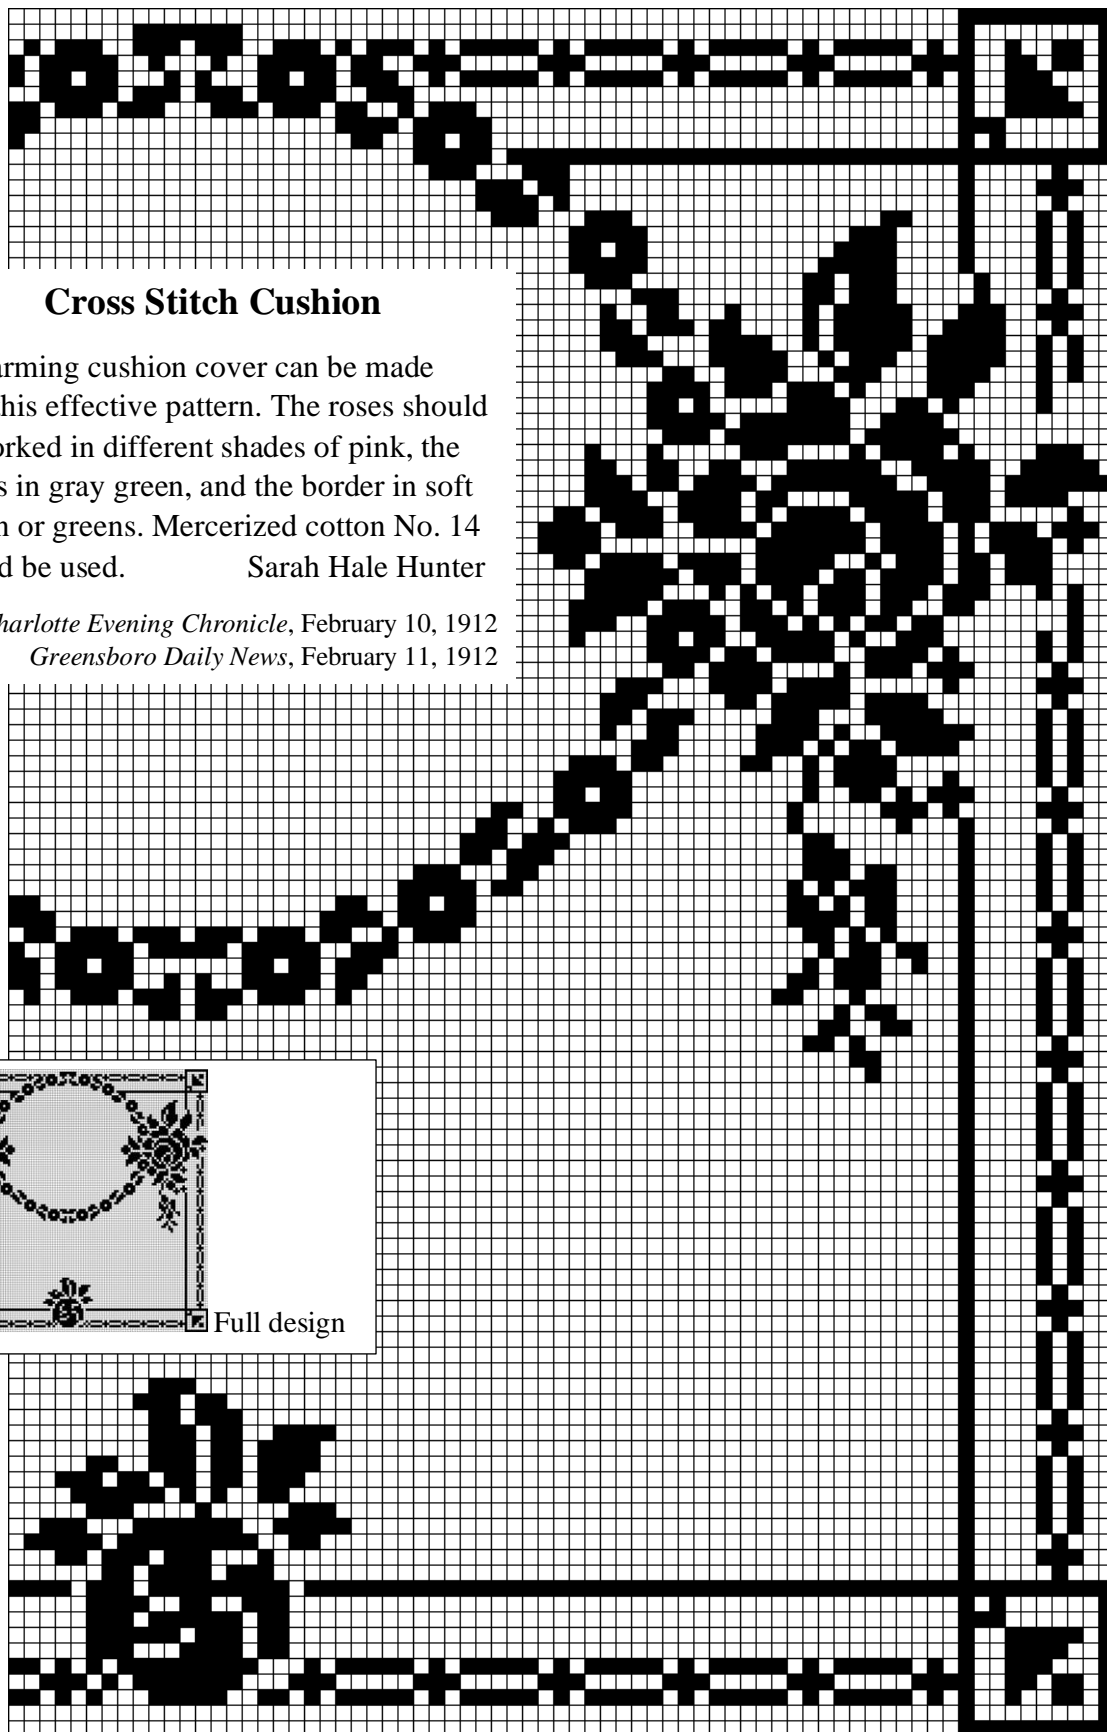 Cross Stitch Cushion
arming cushion cover can be made
this effective pattern. The roses should
orked in different shades of pink, the
s in gray green, and the border in soft
n or greens. Mercerized cotton No. 14
d be used. Sarah Hale Hunter
harlotte Evening Chronicle, February 10, 1912
Greensboro Daily News, February 11, 1912
Full design